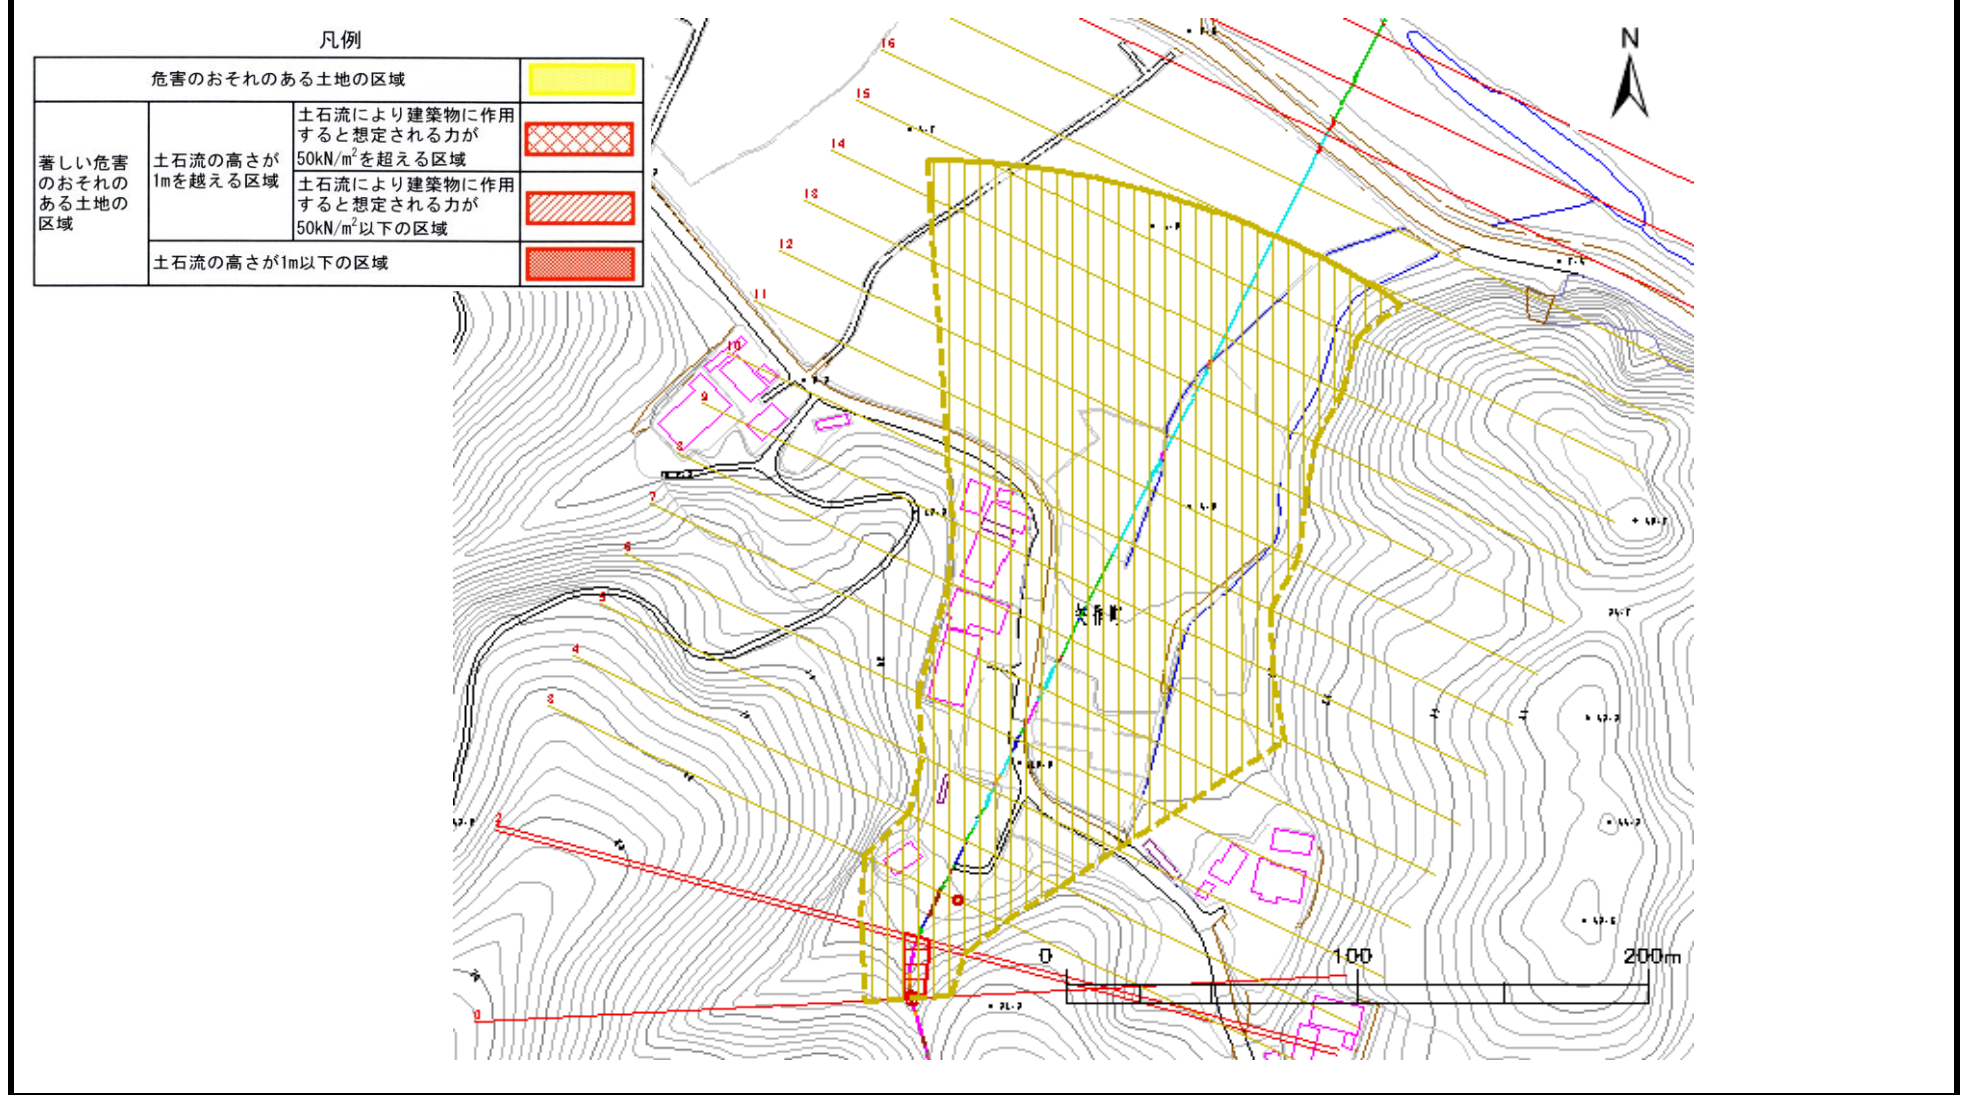 凡例
危害のおそれのある土地の区域
著しい危害
のおそれの
ある土地の
区域
土石流の高さが
1mを越える区域
土石流により建築物に作用
すると想定される力が
50kN/m²を超える区域
土石流により建築物に作用
すると想定される力が
50kN/m²以下の区域
土石流の高さが1m以下の区域
N
16
15
14
13
12
11
10
9
8
7
6
5
4
3
2
0
0
100
200m